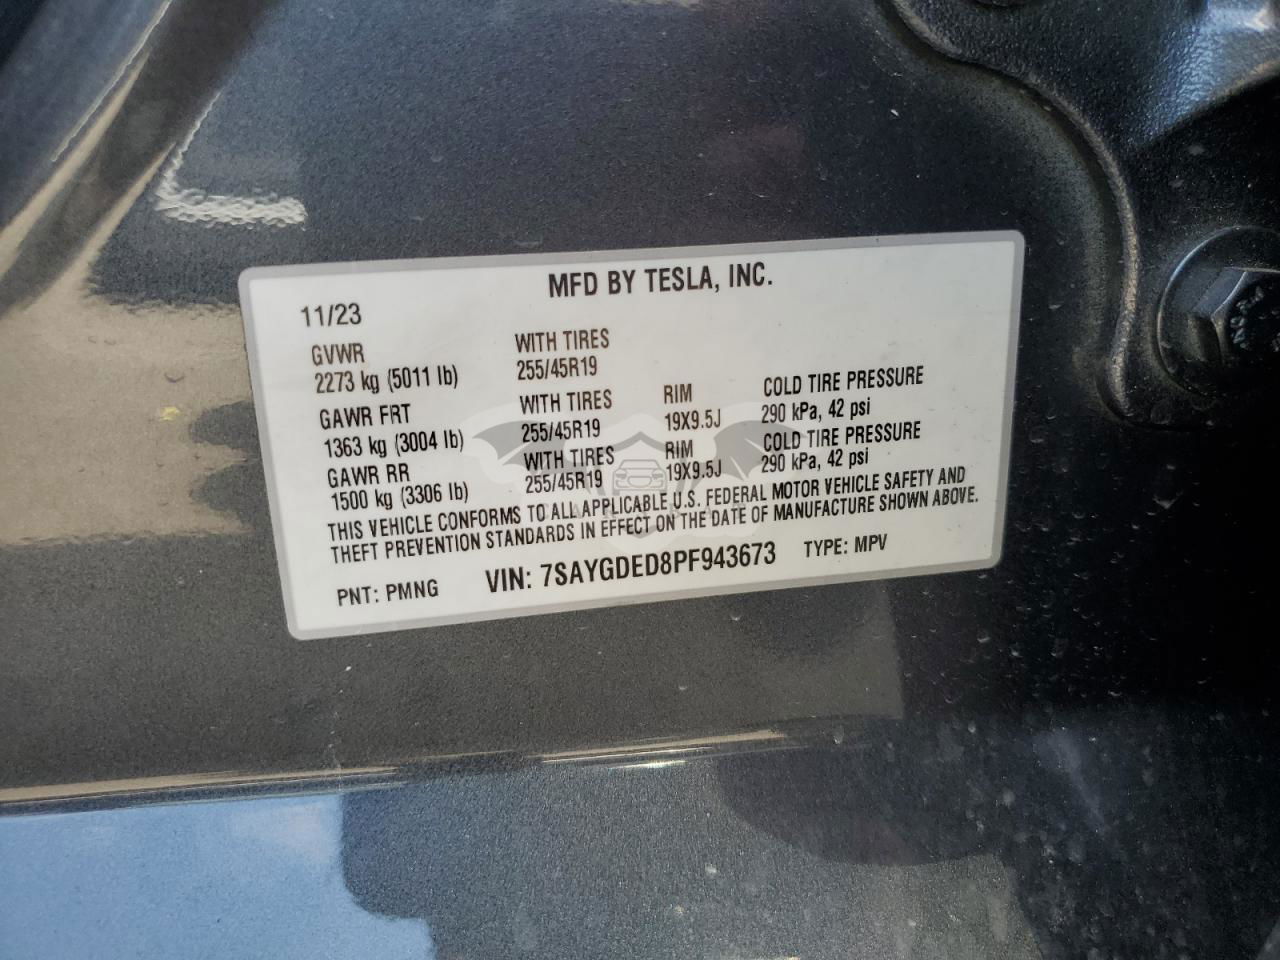 MFD BY TESLA, INC.
11/23
GVWR WITH TIRES
2273 kg (5011 lb) 255/45R19
GAWR FRT WITH TIRES RIM COLD TIRE PRESSURE
1363 kg (3004 lb) 255/45R19 19X9.5J 290 kPa, 42 psi
GAWR RR WITH TIRES RIM COLD TIRE PRESSURE
1500 kg (3306 lb) 255/45R19 19X9.5J 290 kPa, 42 psi
THIS VEHICLE CONFORMS TO ALL APPLICABLE U.S. FEDERAL MOTOR VEHICLE SAFETY AND
THEFT PREVENTION STANDARDS IN EFFECT ON THE DATE OF MANUFACTURE SHOWN ABOVE.
PNT: PMNG VIN: 7SAYGDED8PF943673 TYPE: MPV